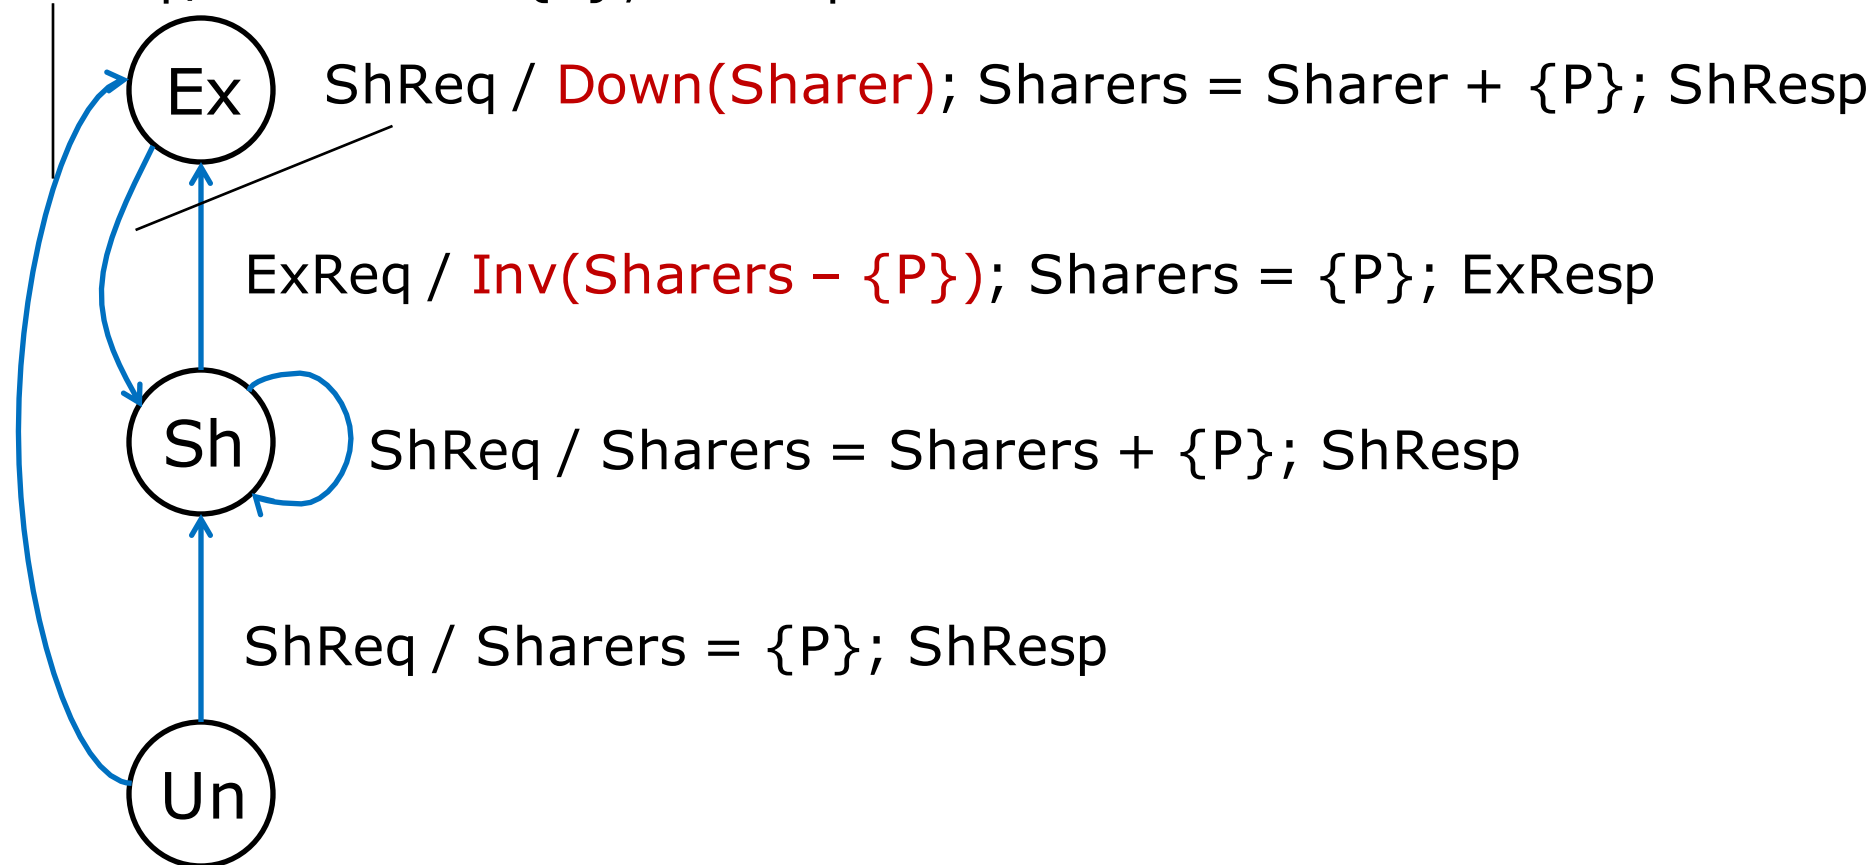 Ex
ShReq / Down(Sharer); Sharers = Sharer + {P}; ShResp
ExReq / Inv(Sharers – {P}); Sharers = {P}; ExResp
Sh
ShReq / Sharers = Sharers + {P}; ShResp
ShReq / Sharers = {P}; ShResp
Un